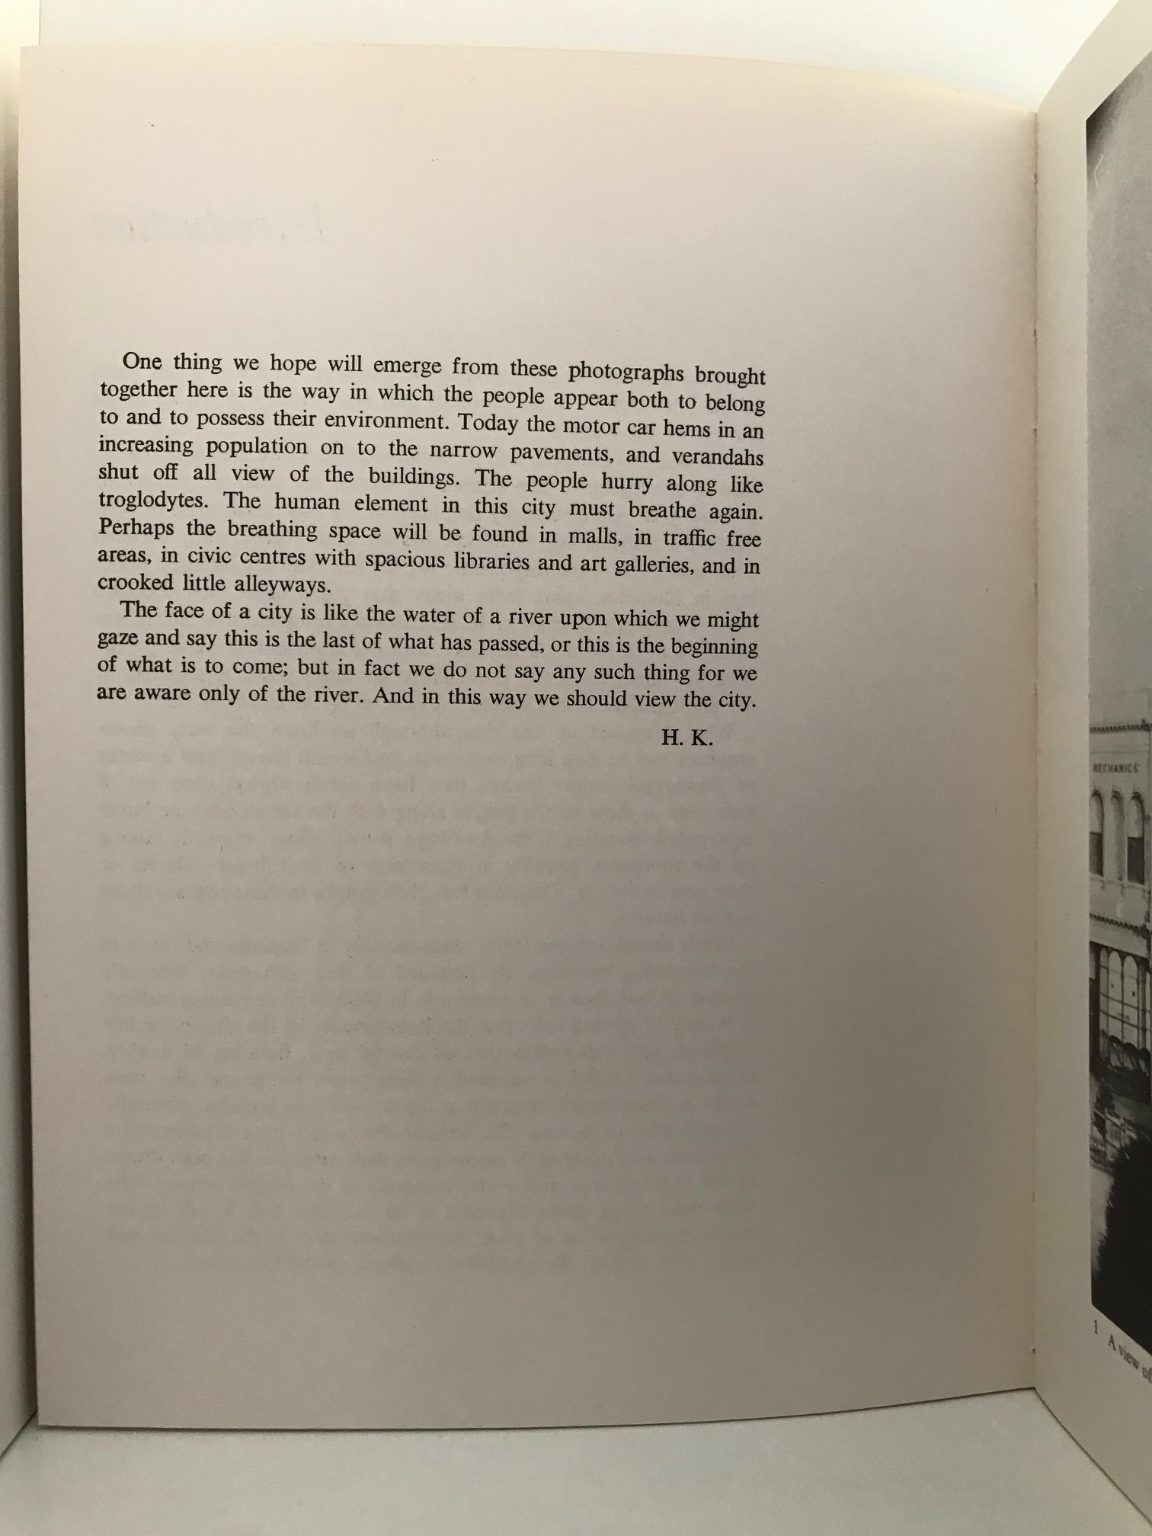 One thing we hope will emerge from these photographs brought
together here is the way in which the people appear both to belong
to and to possess their environment. Today the motor car hems in an
increasing population on to the narrow pavements, and verandahs
shut off all view of the buildings. The people hurry along like
troglodytes. The human element in this city must breathe again.
Perhaps the breathing space will be found in malls, in traffic free
areas, in civic centres with spacious libraries and art galleries, and in
crooked little alleyways.
The face of a city is like the water of a river upon which we might
gaze and say this is the last of what has passed, or this is the beginning
of what is to come; but in fact we do not say any such thing for we
are aware only of the river. And in this way we should view the city.
H. K.
MECHANICS'
1 A view of